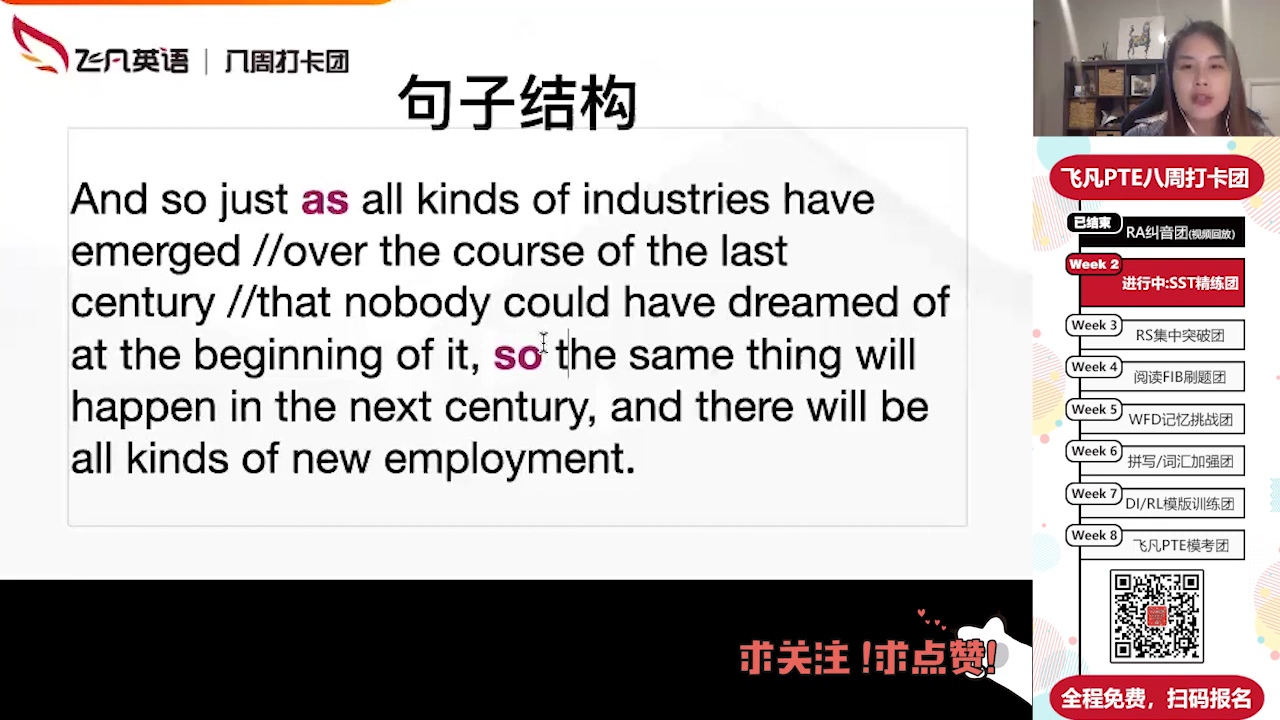 飞凡英语 | 八周打卡团
句子结构
And so just as all kinds of industries have
emerged //over the course of the last
century //that nobody could have dreamed of
at the beginning of it, so the same thing will
happen in the next century, and there will be
all kinds of new employment.
求关注!求点赞!
飞凡PTE八周打卡团
已结束
RA纠音团(视频回放)
Week 2
进行中:SST精练团
Week 3
RS集中突破团
Week 4
阅读FIB刷题团
Week 5
WFD记忆挑战团
Week 6
拼写/词汇加强团
Week 7
DI/RL模版训练团
Week 8
飞凡PTE模考团
全程免费，扫码报名